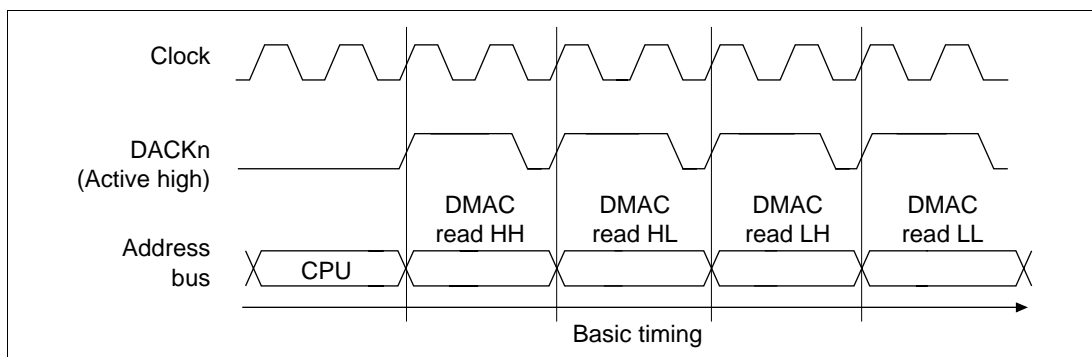 Clock
DACKn
(Active high)
DMAC
read HH
DMAC
read HL
DMAC
read LH
DMAC
read LL
Address
bus
CPU
Basic timing